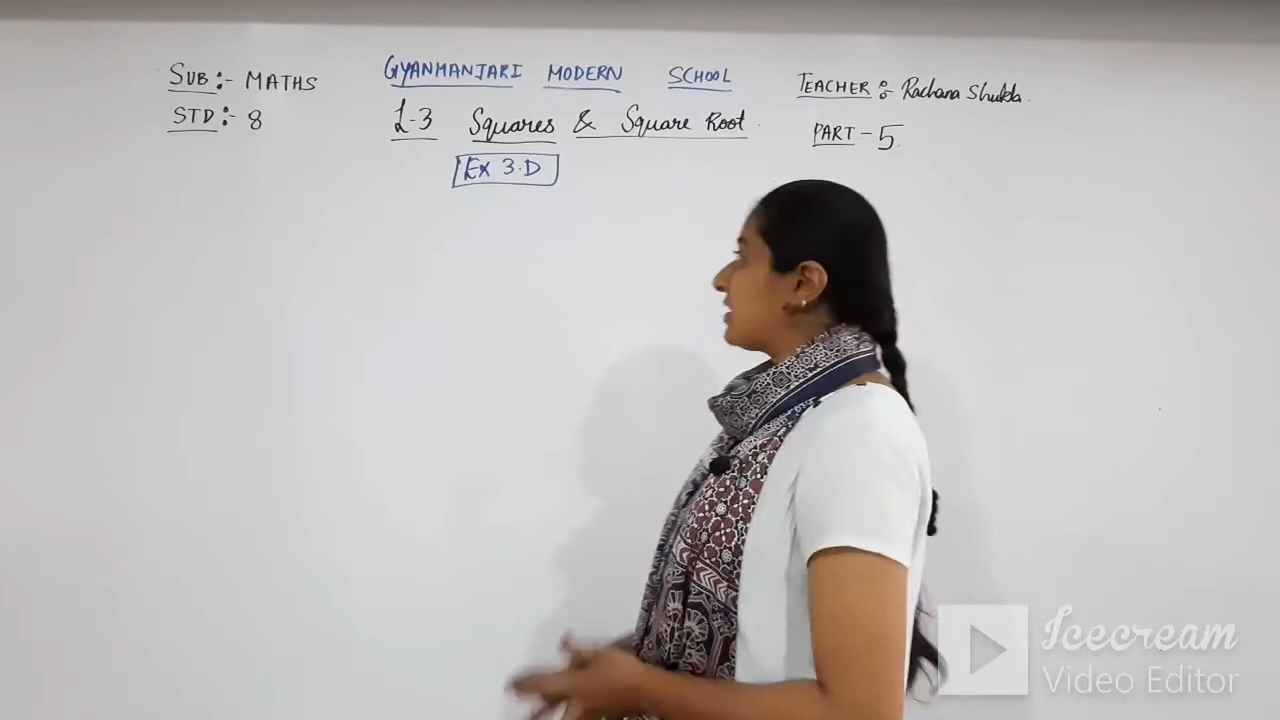 SUB :- MATHS
STD :- 8
GYANMANJARI MODERN SCHOOL
L-3 Squares & Square Root.
Ex 3.D
TEACHER :- Rachana Shukla.
PART - 5.
Icecream
Video Editor